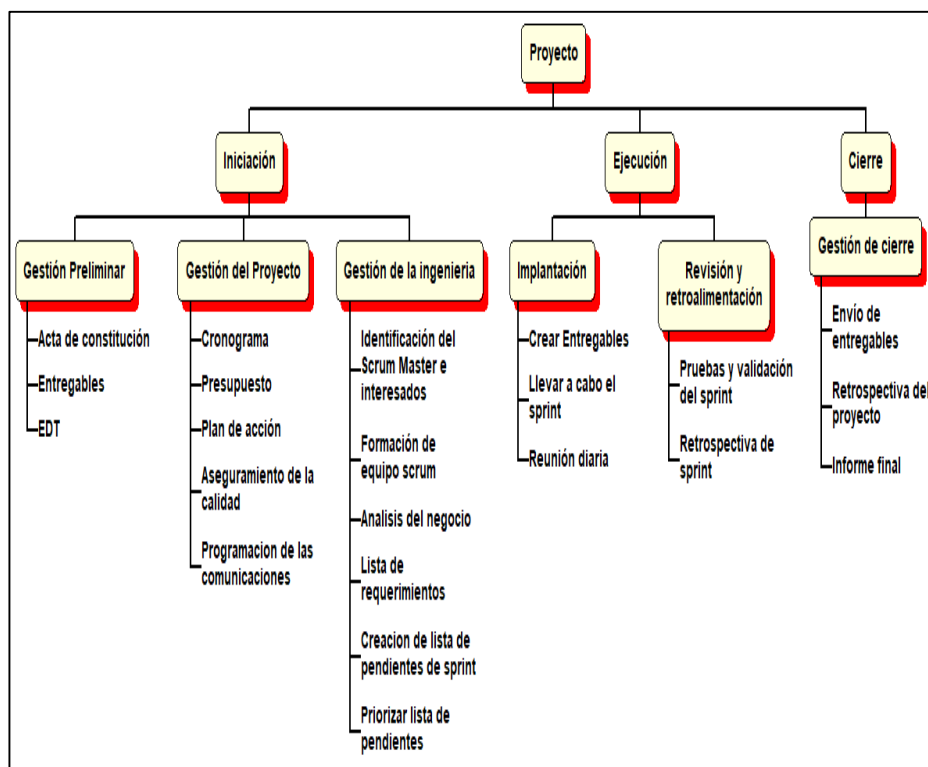 Proyecto
Iniciación
Ejecución
Cierre
Gestión Preliminar
Acta de constitución
Entregables
EDT
Gestión del Proyecto
Cronograma
Presupuesto
Plan de acción
Aseguramiento de la
calidad
Programacion de las
comunicaciones
Gestión de la ingenieria
Identificación del
Scrum Master e
interesados
Formación de
equipo scrum
Analisis del negocio
Lista de
requerimientos
Creacion de lista de
pendientes de sprint
Priorizar lista de
pendientes
Implantación
Crear Entregables
Llevar a cabo el
sprint
Reunión diaria
Revisión y
retroalimentación
Pruebas y validación
del sprint
Retrospectiva de
sprint
Gestión de cierre
Envío de
entregables
Retrospectiva del
proyecto
Informe final